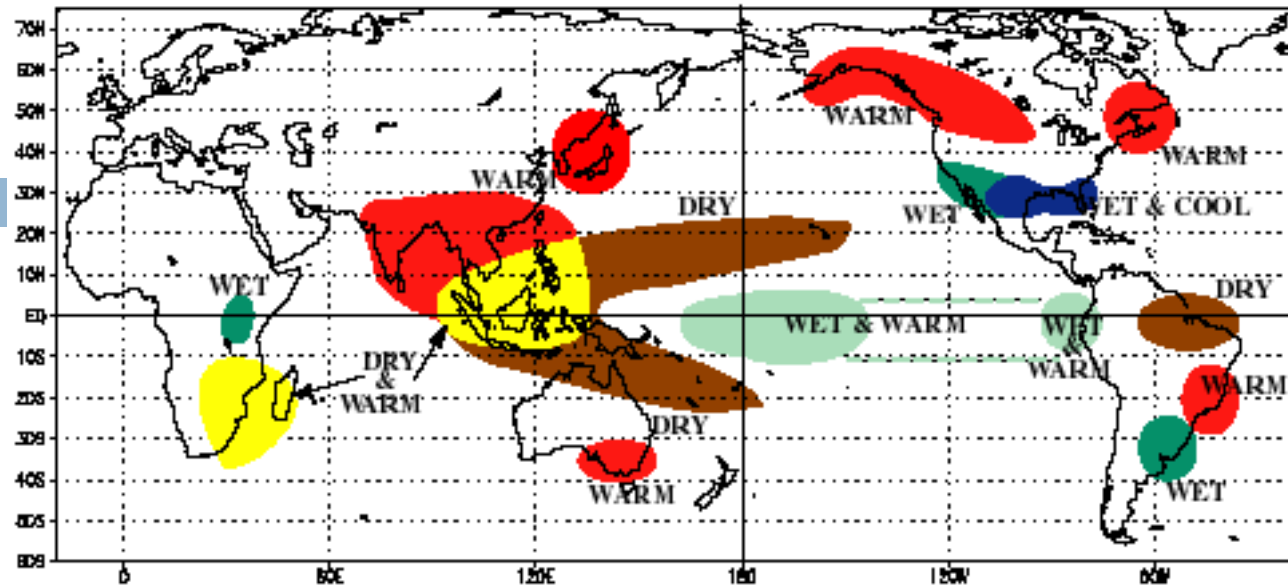 70N
60N
WARM
50N
WARM
40N
WARM
30N
DRY
WET
WET & COOL
20N
10N
WET
DRY
EQ
WET & WARM
WET
&
WARM
10S
DRY
&
WARM
WARM
20S
DRY
30S
40S
WARM
WET
50S
60S
0
60E
120E
180
120W
60W